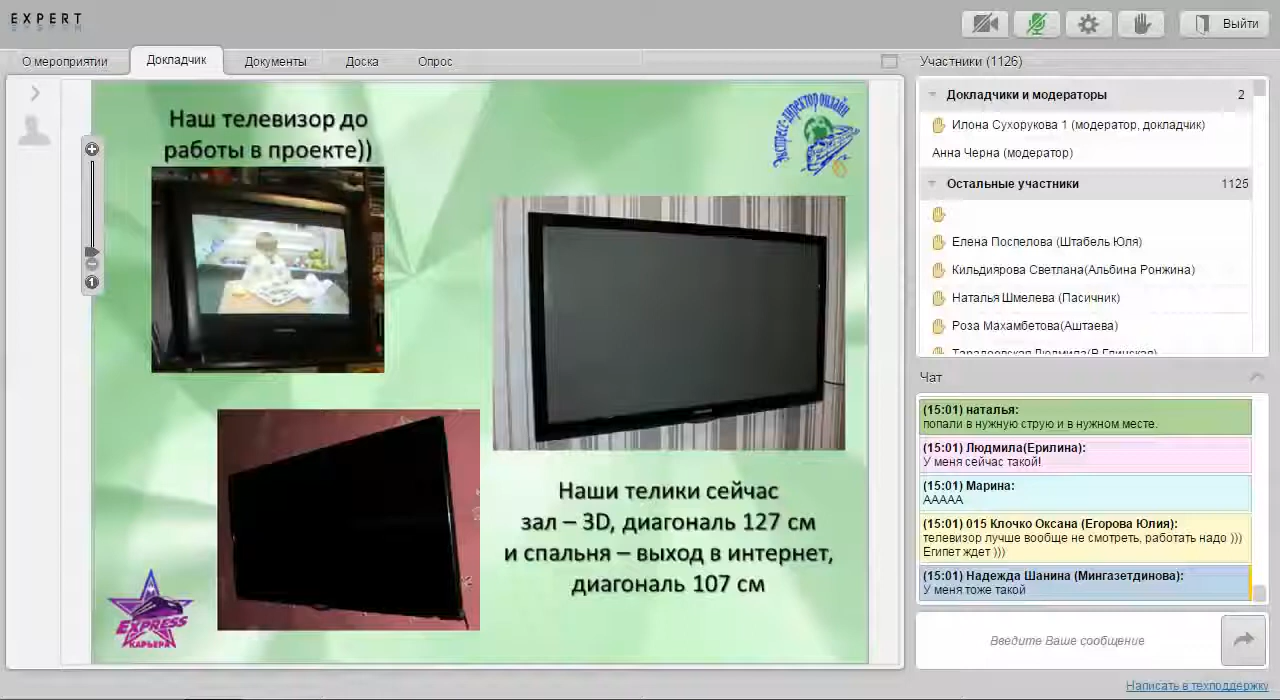 EXPERT
SYSTEM
Выйти
О мероприятии
Докладчик
Документы
Доска
Опрос
Наш телевизор до
работы в проекте))
Экспресс-директор онлайн
Наши телики сейчас
зал – 3D, диагональ 127 см
и спальня – выход в интернет,
диагональ 107 см
EXPRESS
КАРЬЕРА
Участники (1126)
Докладчики и модераторы 2
Илона Сухорукова 1 (модератор, докладчик)
Анна Черна (модератор)
Остальные участники 1125
Елена Поспелова (Штабель Юля)
Кильдиярова Светлана(Альбина Ронжина)
Наталья Шмелева (Пасичник)
Роза Махамбетова(Аштаева)
Чат
(15:01) наталья:
попали в нужную струю и в нужном месте.
(15:01) Людмила(Ерилина):
У меня сейчас такой!
(15:01) Марина:
ААААА
(15:01) 015 Клочко Оксана (Егорова Юлия):
телевизор лучше вообще не смотреть, работать надо )))
Египет ждет )))
(15:01) Надежда Шанина (Мингазетдинова):
У меня тоже такой
Введите Ваше сообщение
Написать в техподдержку